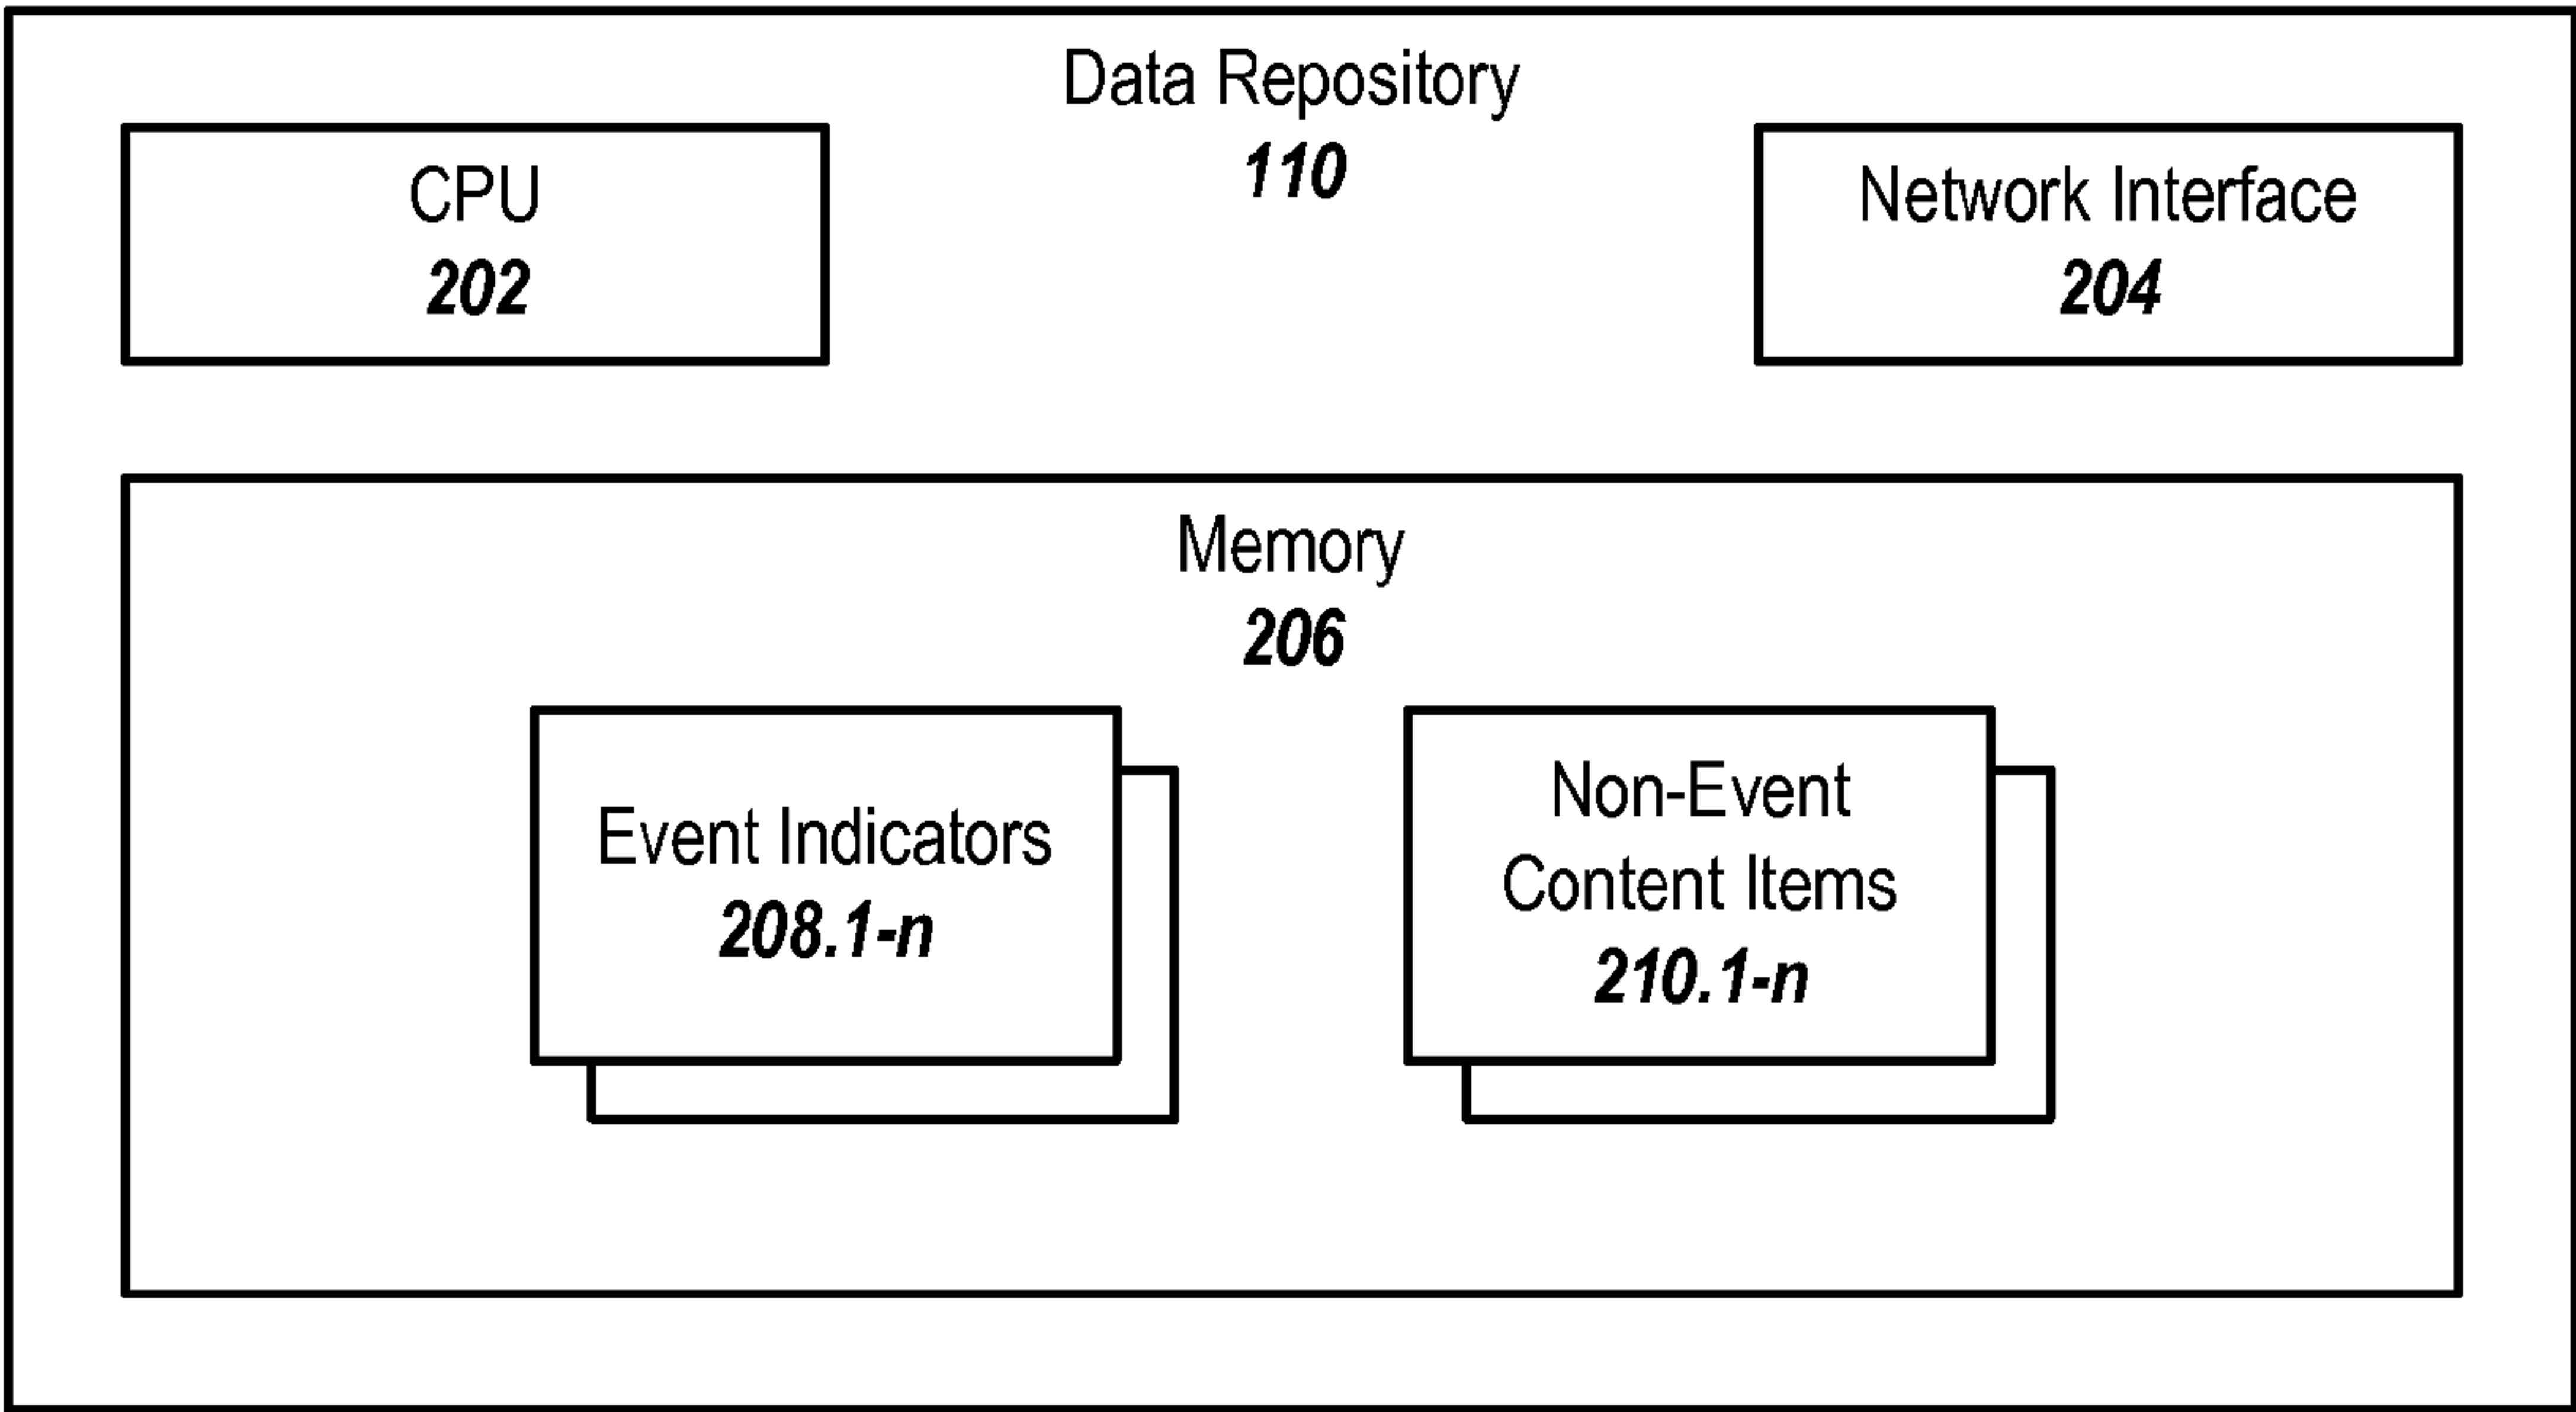 Data Repository
110
CPU
202
Network Interface
204
Memory
206
Event Indicators
208.1-n
Non-Event
Content Items
210.1-n